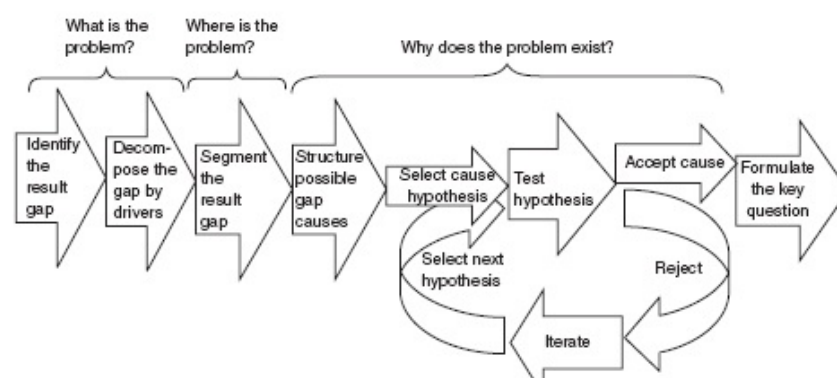 What is the
problem?
Where is the
problem?
Why does the problem exist?
Identify
the
result
gap
Decom-
pose the
gap by
drivers
Segment
the
result
gap
Structure
possible
gap
causes
Select cause
hypothesis
Test
hypothesis
Accept cause
Formulate
the key
question
Select next
hypothesis
Reject
Iterate